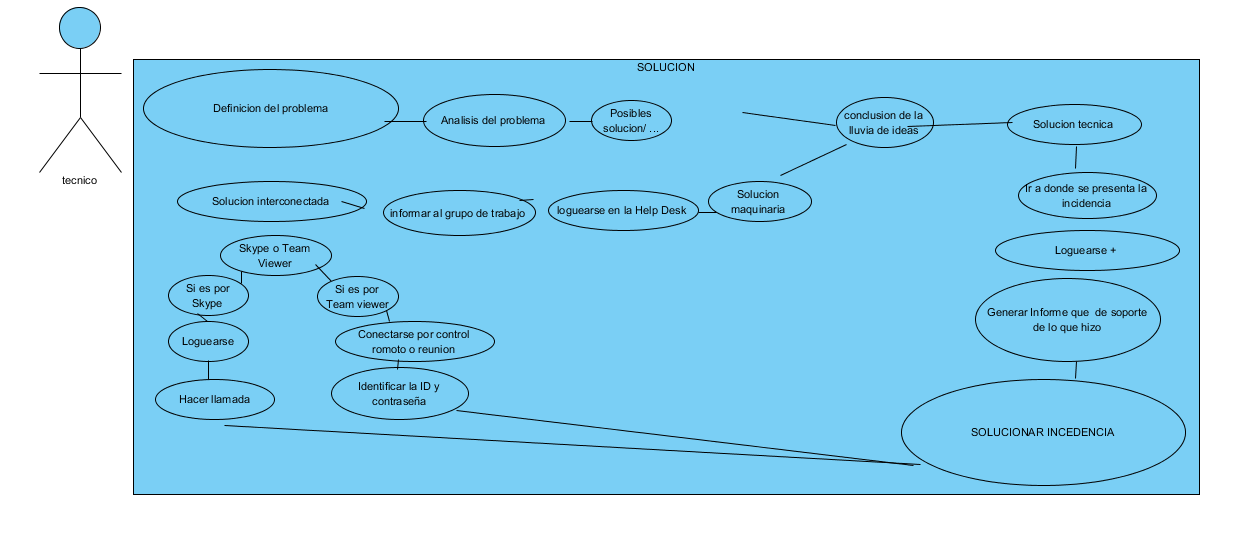 SOLUCION
tecnico
Definicion del problema
Analisis del problema
Posibles
solucion/ ...
conclusion de la
lluvia de ideas
Solucion tecnica
Solucion interconectada
informar al grupo de trabajo
loguearse en la Help Desk
Solucion
maquinaria
Ir a donde se presenta la
incidencia
Skype o Team
Viewer
Loguearse +
Si es por
Skype
Si es por
Team viewer
Generar Informe que  de soporte
de lo que hizo
Loguearse
Conectarse por control
romoto o reunion
Hacer llamada
Identificar la ID y
contraseña
SOLUCIONAR INCEDENCIA